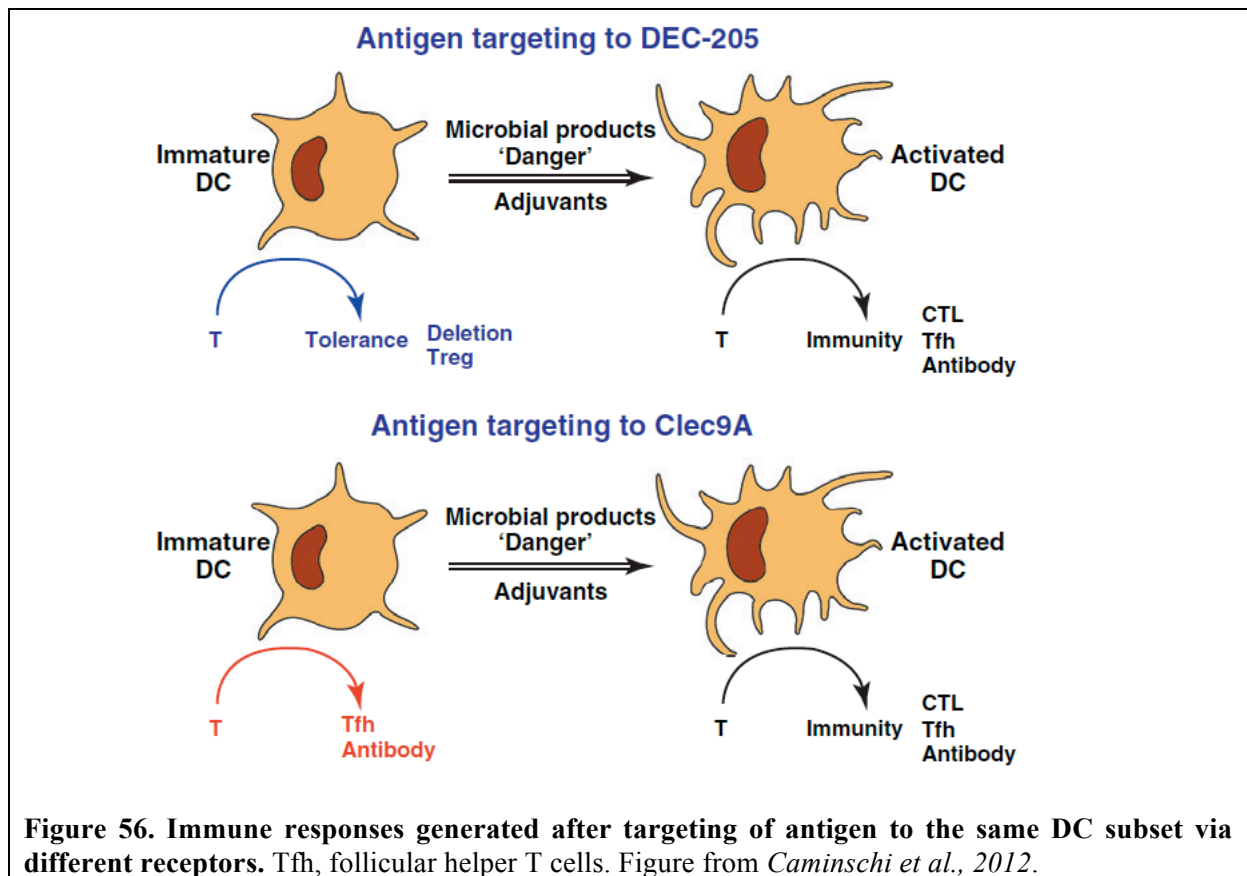 Antigen targeting to DEC-205
Immature
DC
Microbial products
‘Danger’
Adjuvants
Activated
DC
T
Tolerance
Deletion
Treg
T
Immunity
CTL
Tfh
Antibody
Antigen targeting to Clec9A
Immature
DC
Microbial products
‘Danger’
Adjuvants
Activated
DC
T
Tfh
Antibody
T
Immunity
CTL
Tfh
Antibody
Figure 56. Immune responses generated after targeting of antigen to the same DC subset via
different receptors. Tfh, follicular helper T cells. Figure from Caminschi et al., 2012.